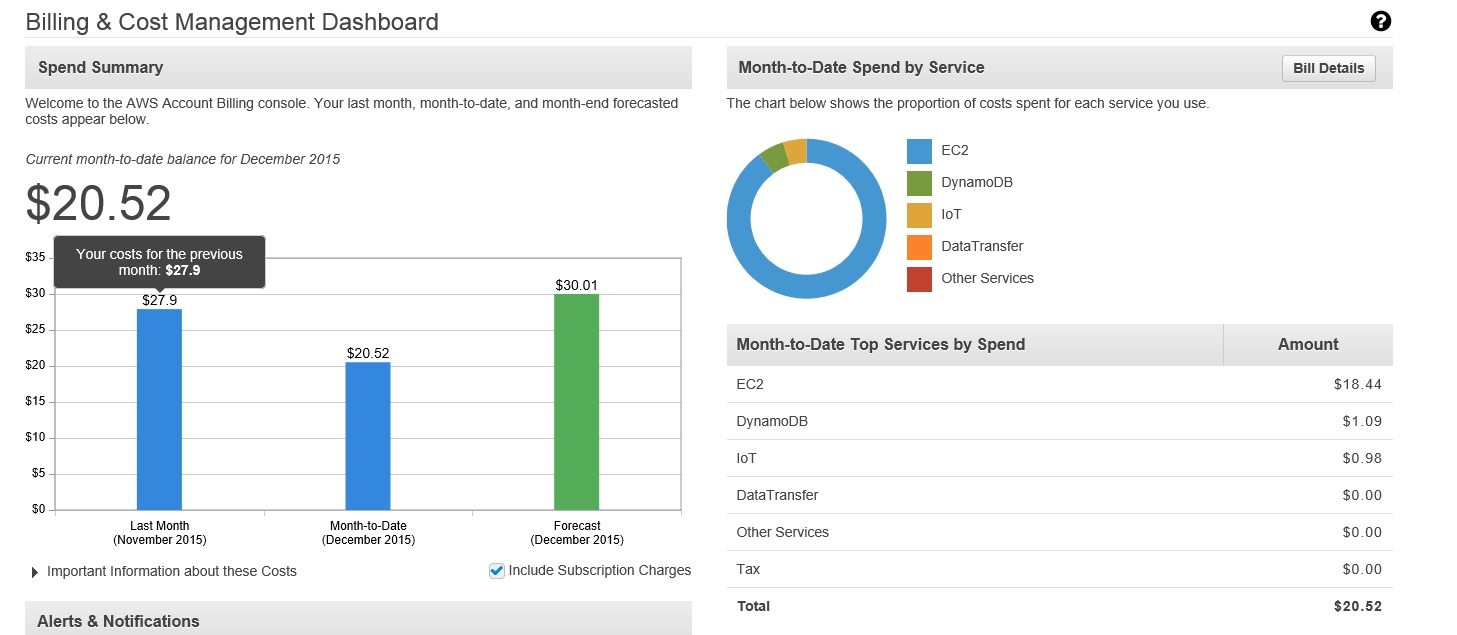 Billing & Cost Management Dashboard
?
Spend Summary
Welcome to the AWS Account Billing console. Your last month, month-to-date, and month-end forecasted
costs appear below.
Current month-to-date balance for December 2015
$20.52
Your costs for the previous
month: $27.9
$35
$30
$25
$20
$15
$10
$5
$0
$27.9
$20.52
$30.01
Last Month
(November 2015)
Month-to-Date
(December 2015)
Forecast
(December 2015)
Important Information about these Costs
Include Subscription Charges
Alerts & Notifications
Month-to-Date Spend by Service
Bill Details
The chart below shows the proportion of costs spent for each service you use.
EC2
DynamoDB
IoT
DataTransfer
Other Services
Month-to-Date Top Services by Spend Amount
EC2 $18.44
DynamoDB $1.09
IoT $0.98
DataTransfer $0.00
Other Services $0.00
Tax $0.00
Total $20.52